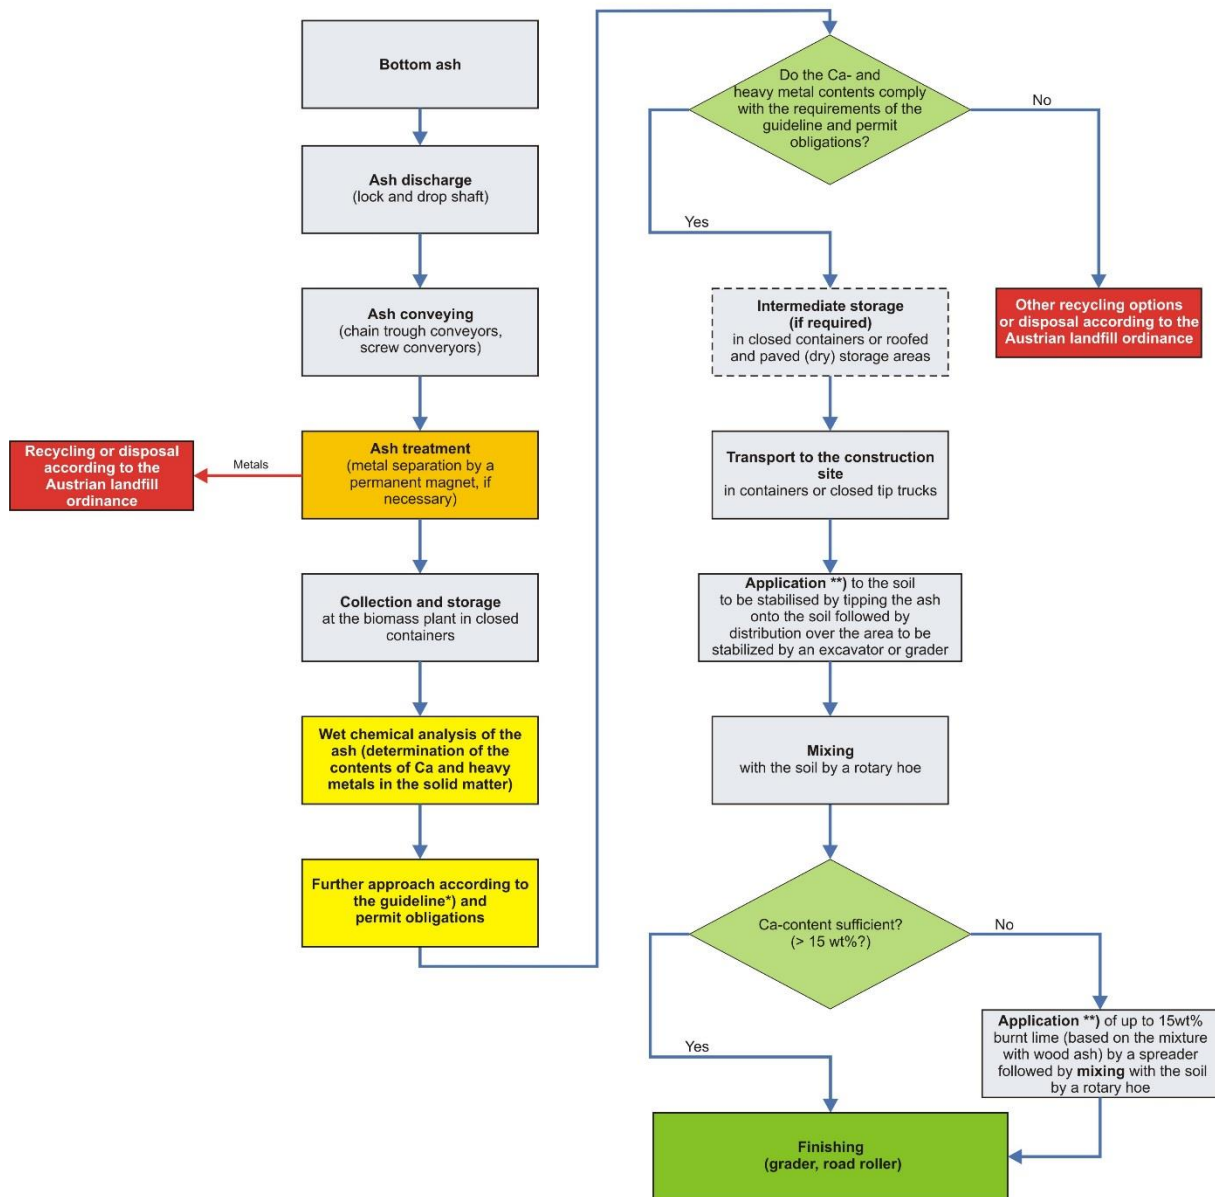 Bottom ash
Ash discharge
(lock and drop shaft)
Ash conveying
(chain trough conveyors,
screw converyors)
Recycling or disposal
according to the
Austrian landfill
ordinance
Metals
Ash treatment
(metal separation by a
permanent magnet, if
necessary)
Collection and storage
at the biomass plant in closed
containers
Wet chemical analysis of the
ash (determination of the
contents of Ca and heavy
metals in the solid matter)
Further approach according to
the guideline*) and
permit obligations
Do the Ca- and
heavy metal contents comply
with the requirements of the
guideline and permit
obligations?
No
Yes
Intermediate storage
(if required)
in closed containers or roofed
and paved (dry) storage areas
Other recycling options
or disposal according to the
Austrian landfill ordinance
Transport to the construction
site
in containers or closed tip trucks
Application **) to the soil
to be stabilised by tipping the ash
onto the soil followed by
distribution over the area to be
stabilized by an excavator or grader
Mixing
with the soil by a rotary hoe
Ca-content sufficient?
(> 15 wt%?)
No
Yes
Application **) of up to 15wt%
burnt lime (based on the mixture
with wood ash) by a spreader
followed by mixing with the soil
by a rotary hoe
Finishing
(grader, road roller)